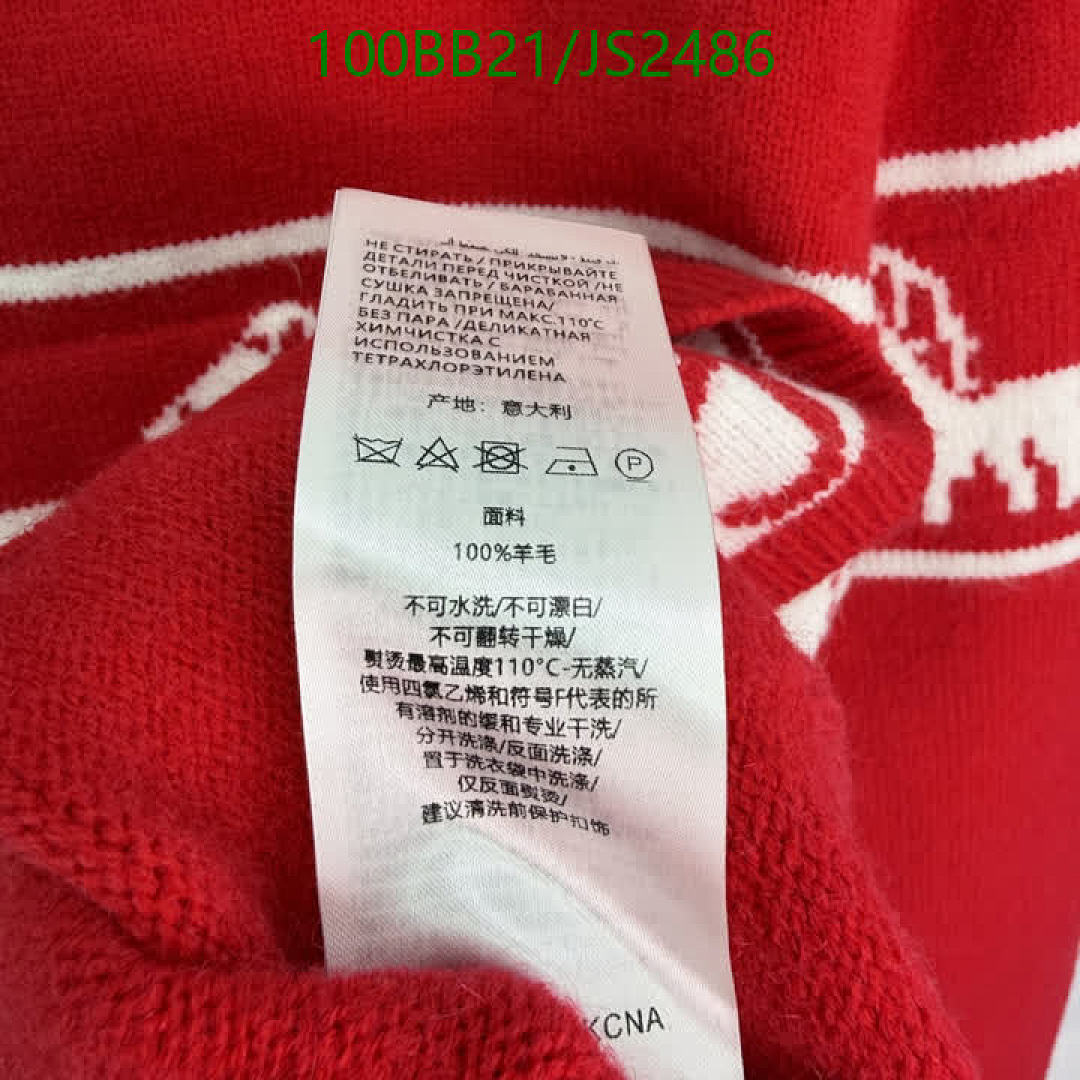 100BB21/JS2486
НЕ СТИРАТЬ / ПРИКРЫВАЙТЕ
ДЕТАЛИ ПЕРЕД ЧИСТКОЙ /НЕ
ОТБЕЛИВАТЬ / БАРАБАННАЯ
СУШКА ЗАПРЕЩЕНА/
ГЛАДИТЬ ПРИ МАКС.110°C
БЕЗ ПАРА /ДЕЛИКАТНАЯ
ХИМЧИСТКА С
ИСПОЛЬЗОВАНИЕМ
ТЕТРАХЛОРЭТИЛЕНА
产地：意大利
P
面料
100%羊毛
不可水洗/不可漂白/
不可翻转干燥/
熨烫最高温度110°C-无蒸汽/
使用四氯乙烯和符号F代表的所
有溶剂的缓和专业干洗/
分开洗涤/反面洗涤/
置于洗衣袋中洗涤/
仅反面熨烫/
建议清洗前保护扣饰
KCNA